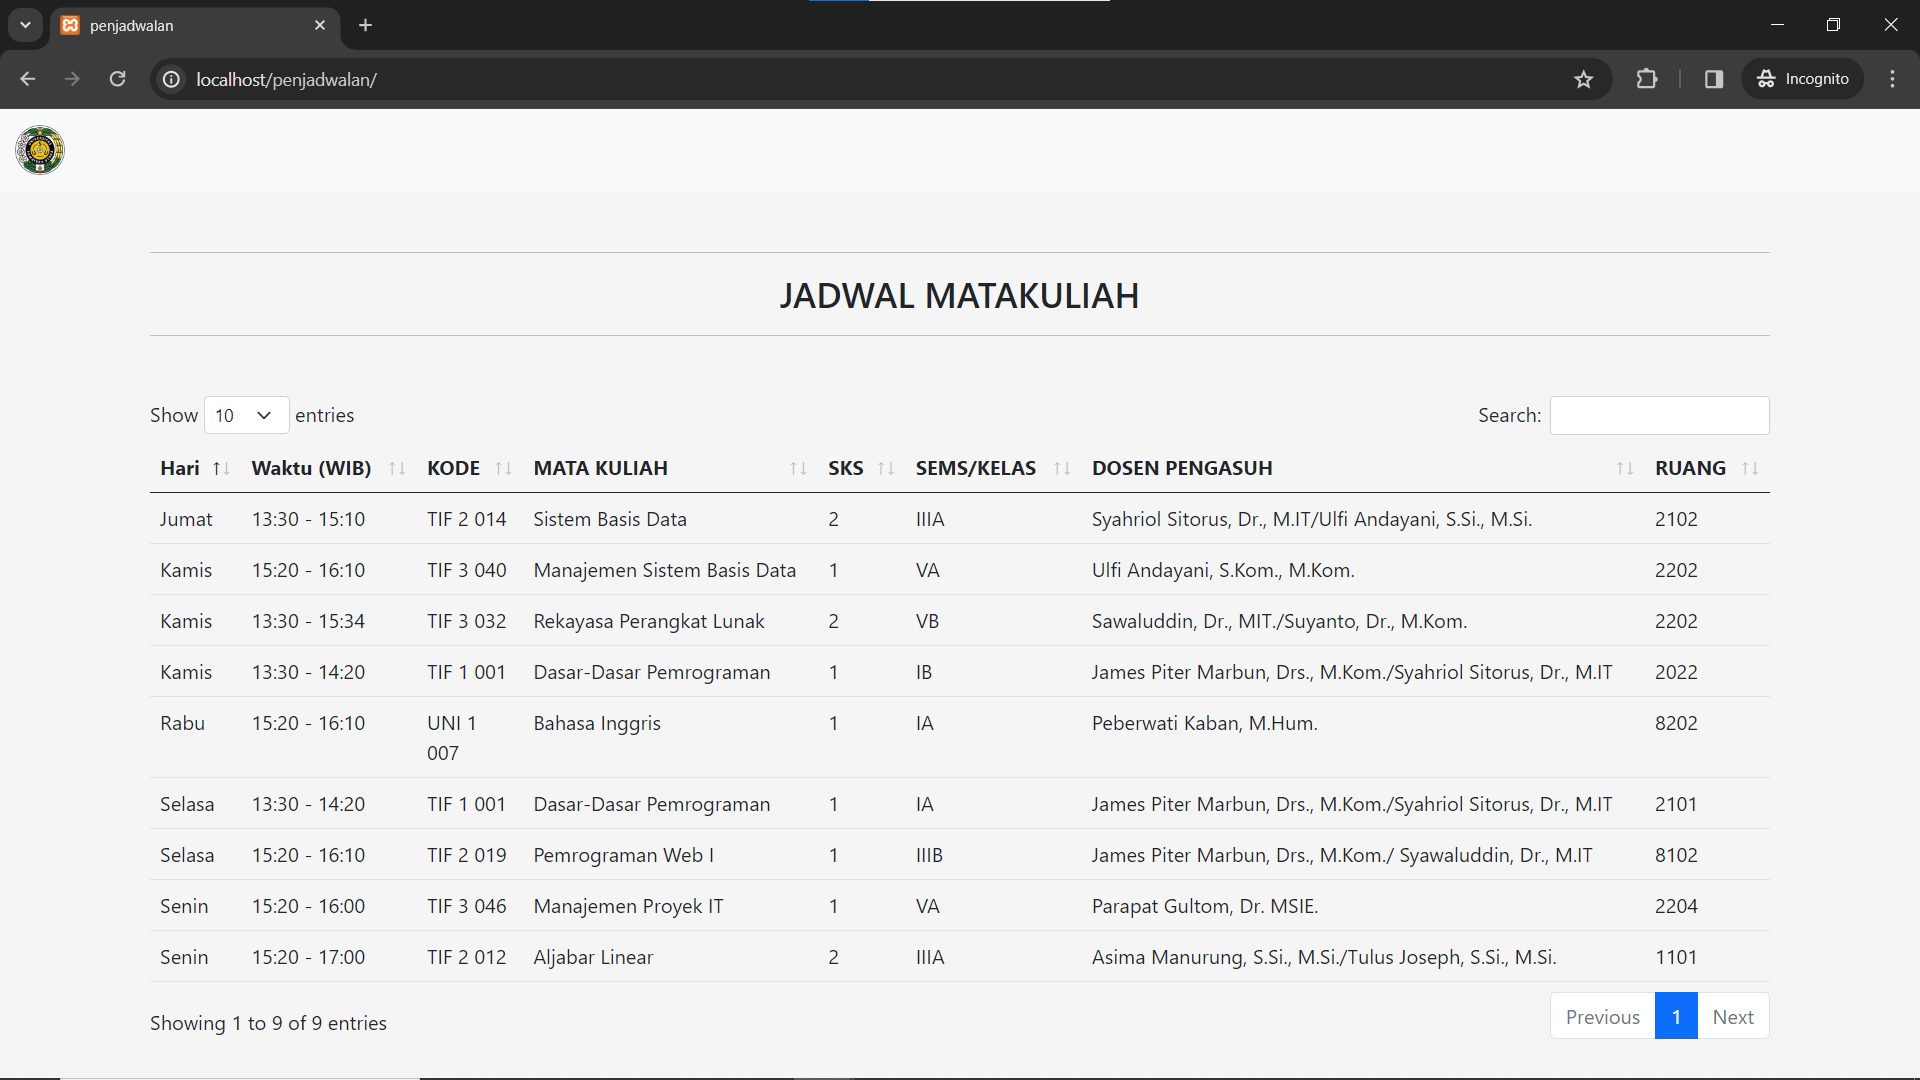 penjadwalan
localhost/penjadwalan/
Incognito
JADWAL MATAKULIAH
Show 10 entries
Search:
Hari Waktu (WIB) KODE MATA KULIAH SKS SEMS/KELAS DOSEN PENGASUH RUANG
Jumat 13:30 - 15:10 TIF 2 014 Sistem Basis Data 2 IIIA Syahriol Sitorus, Dr., M.IT/Ulfi Andayani, S.Si., M.Si. 2102
Kamis 15:20 - 16:10 TIF 3 040 Manajemen Sistem Basis Data 1 VA Ulfi Andayani, S.Kom., M.Kom. 2202
Kamis 13:30 - 15:34 TIF 3 032 Rekayasa Perangkat Lunak 2 VB Sawaluddin, Dr., MIT./Suyanto, Dr., M.Kom. 2202
Kamis 13:30 - 14:20 TIF 1 001 Dasar-Dasar Pemrograman 1 IB James Piter Marbun, Drs., M.Kom./Syahriol Sitorus, Dr., M.IT 2022
Rabu 15:20 - 16:10 UNI 1 Bahasa Inggris 1 IA Peberwati Kaban, M.Hum. 8202
007
Selasa 13:30 - 14:20 TIF 1 001 Dasar-Dasar Pemrograman 1 IA James Piter Marbun, Drs., M.Kom./Syahriol Sitorus, Dr., M.IT 2101
Selasa 15:20 - 16:10 TIF 2 019 Pemrograman Web I 1 IIIB James Piter Marbun, Drs., M.Kom./ Syawaluddin, Dr., M.IT 8102
Senin 15:20 - 16:00 TIF 3 046 Manajemen Proyek IT 1 VA Parapat Gultom, Dr. MSIE. 2204
Senin 15:20 - 17:00 TIF 2 012 Aljabar Linear 2 IIIA Asima Manurung, S.Si., M.Si./Tulus Joseph, S.Si., M.Si. 1101
Showing 1 to 9 of 9 entries
Previous 1 Next